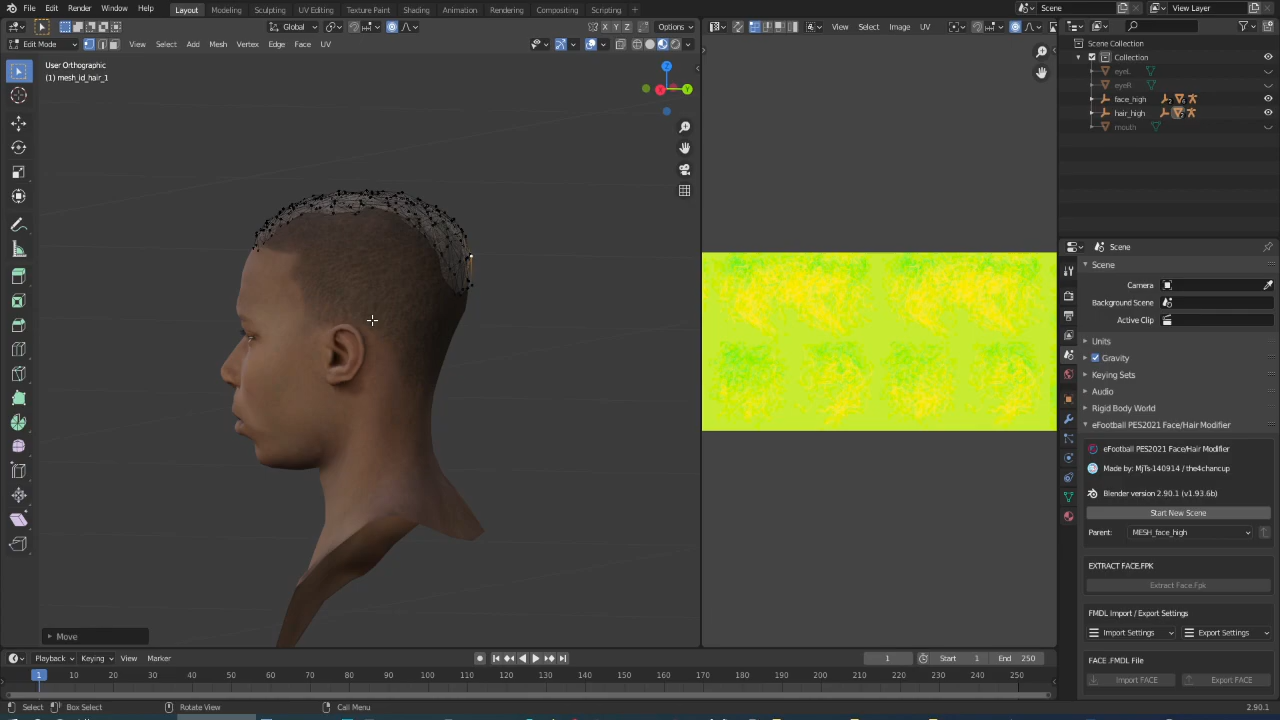 File Edit Render Window Help Layout Modeling Sculpting UV Editing Texture Paint Shading Animation Rendering Compositing Scripting Scene View Layer
Global Options
Edit Mode View Select Add Mesh Vertex Edge Face UV
View Select Image UV
User Orthographic
(1) mesh_id_hair_1
Z
X
Y
Move
Scene Collection
Collection
eyeL
eyeR
face_high
hair_high
mouth
Scene
Scene
Camera
Background Scene
Active Clip
Units
Gravity
Keying Sets
Audio
Rigid Body World
eFootball PES2021 Face/Hair Modifier
eFootball PES2021 Face/Hair Modifier
Made by: MjTs-140914 / the4chancup
Blender version 2.90.1 (v1.93.6b)
Start New Scene
Parent: MESH_face_high
EXTRACT FACE.FPK
Extract Face Fpk
FMDL Import / Export Settings
Import Settings Export Settings
FACE .FMDL File
Import FACE Export FACE
Playback Keying View Marker 1 Start 1 End 250
1 10 20 30 40 50 60 70 80 90 100 110 120 130 140 150 160 170 180 190 200 210 220 230 240 250
Select Box Select Rotate View Call Menu 2.90.1